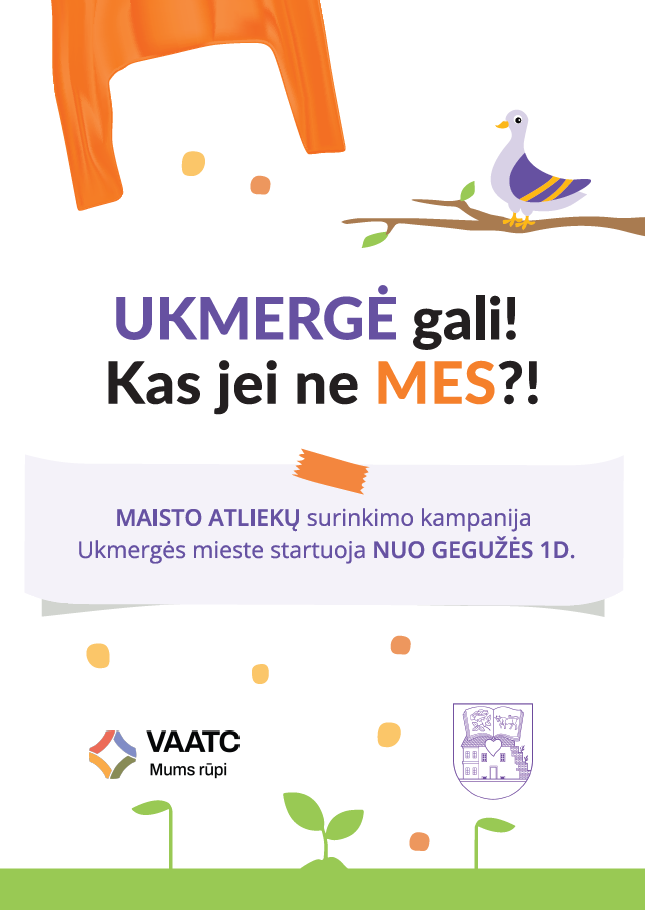 UKMERGĖ gali!
Kas jei ne MES?!
MAISTO ATLIEKŲ surinkimo kampanija
Ukmergės mieste startuoja NUO GEGUŽĖS 1D.
VAATC
Mums rūpi